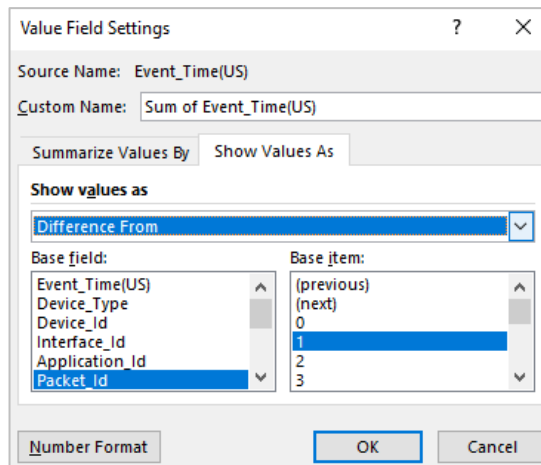 Value Field Settings ?
Source Name: Event_Time(US)
Custom Name: Sum of Event_Time(US)
Summarize Values By Show Values As
Show values as
Difference From
Base field: Base item:
Event_Time(US) (previous)
Device_Type (next)
Device_Id 0
Interface_Id 1
Application_Id 2
Packet_Id 3
Number Format OK Cancel